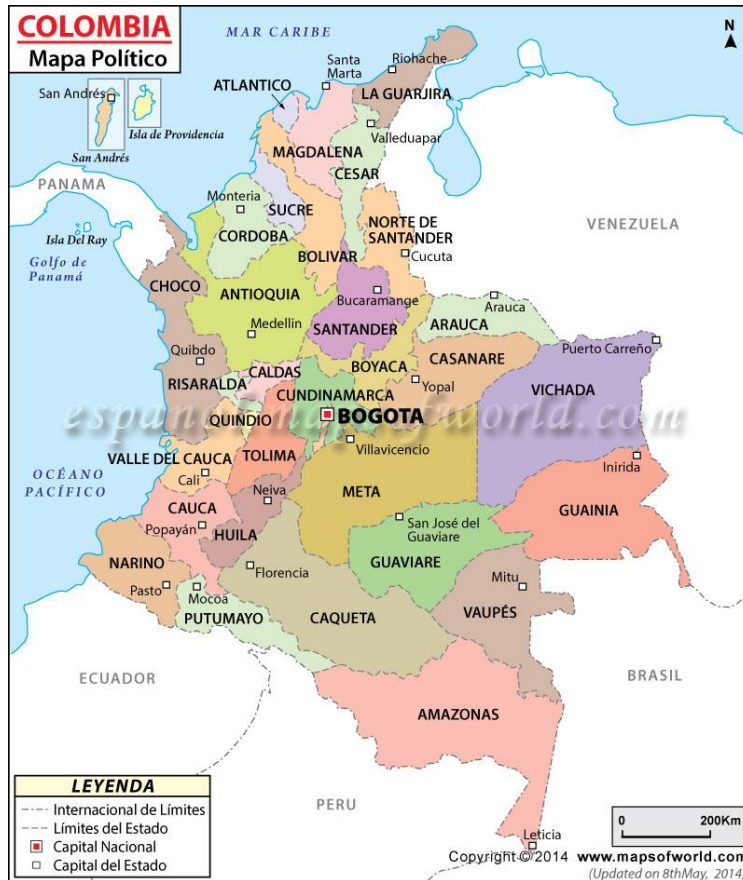 COLOMBIA
Mapa Político
MAR CARIBE
N
San Andrés
Isla de Providencia
San Andrés
Santa
Marta
Riohache
ATLANTICO
LA GUARJIRA
Valleduapar
MAGDALENA
CESAR
PANAMA
Monteria
SUCRE
CORDOBA
NORTE DE
SANTANDER
VENEZUELA
Isla Del Ray
Golfo de
Panamá
BOLIVAR
Cucuta
CHOCO
ANTIOQUIA
Bucaramange
Arauca
Medellin
SANTANDER
ARAUCA
Quibdo
BOYACA
CASANARE
Puerto Carreño
RISARALDA
CALDAS
Yopal
VICHADA
CUNDINAMARCA
BOGOTA
espanol.mapsofworld.com
QUINDIO
Villavicencio
VALLE DEL CAUCA
TOLIMA
Inirida
OCÉANO
PACÍFICO
Cali
Neiva
META
CAUCA
GUAINIA
Popayán
San José del
Guaviare
HUILA
NARINO
Florencia
GUAVIARE
Pasto
Mocoa
Mitu
PUTUMAYO
CAQUETA
VAUPÉS
ECUADOR
BRASIL
AMAZONAS
LEYENDA
Internacional de Límites
Límites del Estado
Capital Nacional
Capital del Estado
PERU
0 200Km
Leticia
Copyright © 2014 www.mapsofworld.com
(Updated on 8thMay, 2014)